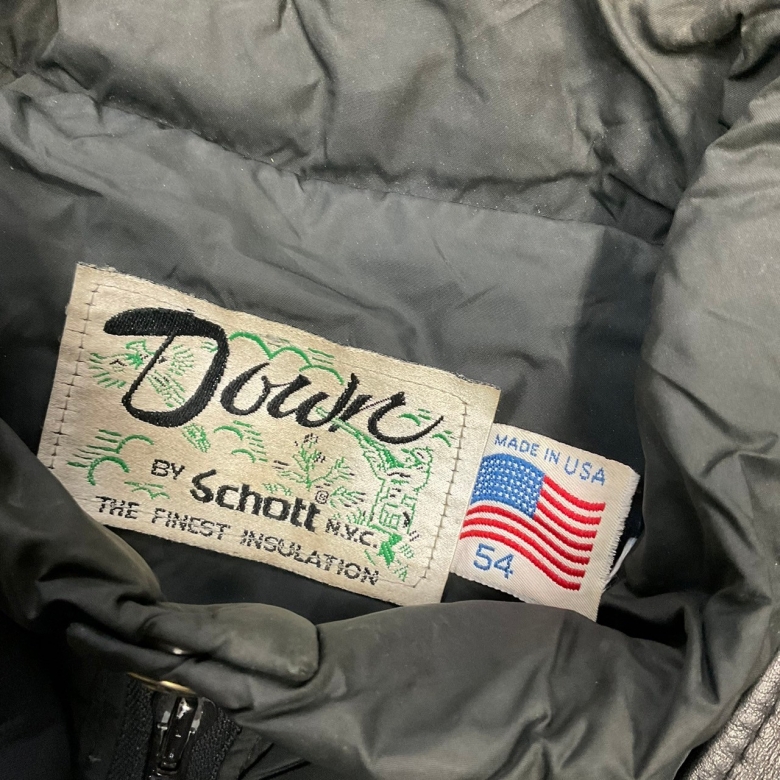 Down
BY Schott® N.Y.C.
THE FINEST INSULATION
MADE IN USA
54